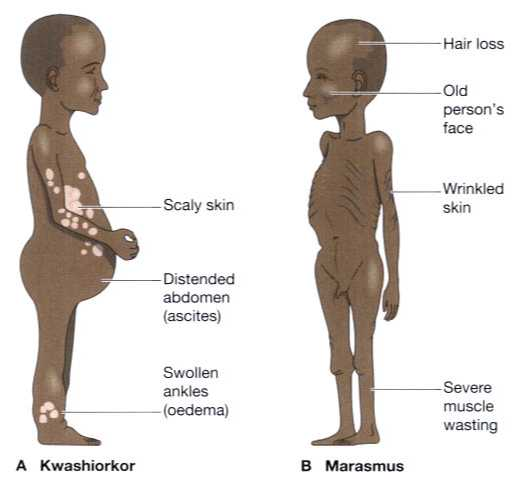 Hair loss
Old
person's
face
Scaly skin
Wrinkled
skin
Distended
abdomen
(ascites)
Swollen
ankles
(oedema)
Severe
muscle
wasting
A Kwashiorkor
B Marasmus